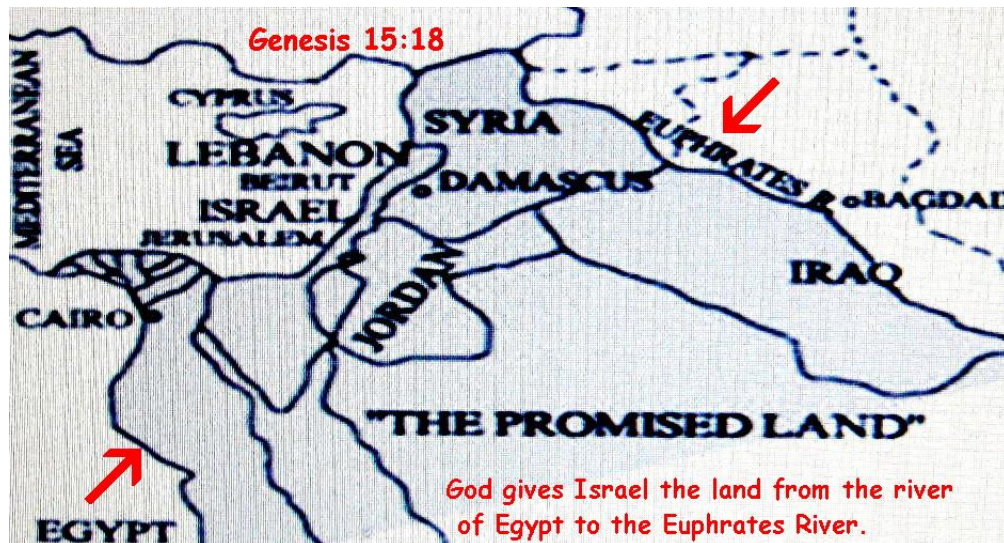 Genesis 15:18
MEDITERRANEAN
SEA
CYPRUS
SYRIA
EUPHRATES R
LEBANON
BEIRUT
DAMASCUS
BAGDAD
ISRAEL
JERUSALEM
IRAQ
JORDAN
CAIRO
"THE PROMISED LAND"
EGYPT
God gives Israel the land from the river
of Egypt to the Euphrates River.